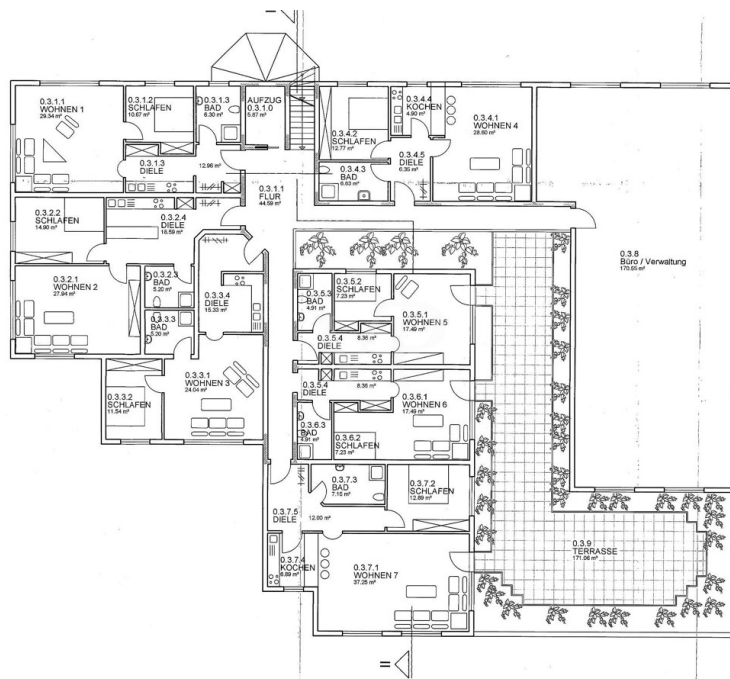 II
0.3.1.1
WOHNEN 1
29.34 m²
0.3.1.2
SCHLAFEN
10.67 m²
0.3.1.3
BAD
6.30 m²
AUFZUG
0.3.1.0
5.87 m²
0.3.1.3
DIELE
12.96 m²
0.3.1.1
FLUR
44.59 m²
0.3.4.2
SCHLAFEN
12.77 m²
0.3.4.4
KOCHEN
4.90 m²
0.3.4.1
WOHNEN 4
28.60 m²
0.3.4.5
DIELE
6.35 m²
0.3.4.3
BAD
6.83 m²
0.3.2.2
SCHLAFEN
14.90 m²
0.3.2.4
DIELE
16.59 m²
0.3.2.1
WOHNEN 2
27.94 m²
0.3.2.3
BAD
5.20 m²
0.3.3.3
BAD
5.20 m²
0.3.3.4
DIELE
15.33 m²
0.3.3.1
WOHNEN 3
24.04 m²
0.3.3.2
SCHLAFEN
11.54 m²
0.3.5.3
BAD
4.91 m²
0.3.5.2
SCHLAFEN
7.23 m²
0.3.5.1
WOHNEN 5
17.49 m²
0.3.5.4
DIELE
8.36 m²
0.3.5.4
DIELE
8.36 m²
0.3.6.1
WOHNEN 6
17.49 m²
0.3.6.3
BAD
4.91 m²
0.3.6.2
SCHLAFEN
7.23 m²
0.3.7.3
BAD
7.15 m²
0.3.7.2
SCHLAFEN
12.89 m²
0.3.7.5
DIELE
12.00 m²
0.3.7.4
KOCHEN
6.89 m²
0.3.7.1
WOHNEN 7
37.25 m²
0.3.8
Büro / Verwaltung
170.55 m²
0.3.9
TERRASSE
171.06 m²
II